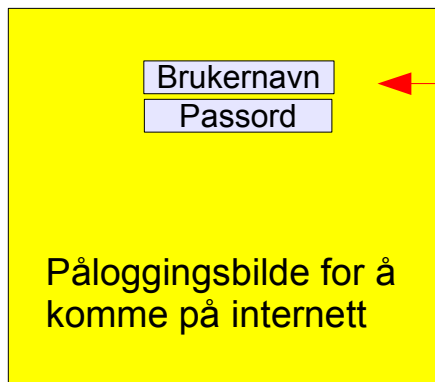 Brukernavn
Passord
Påloggingsbilde for å
komme på internett